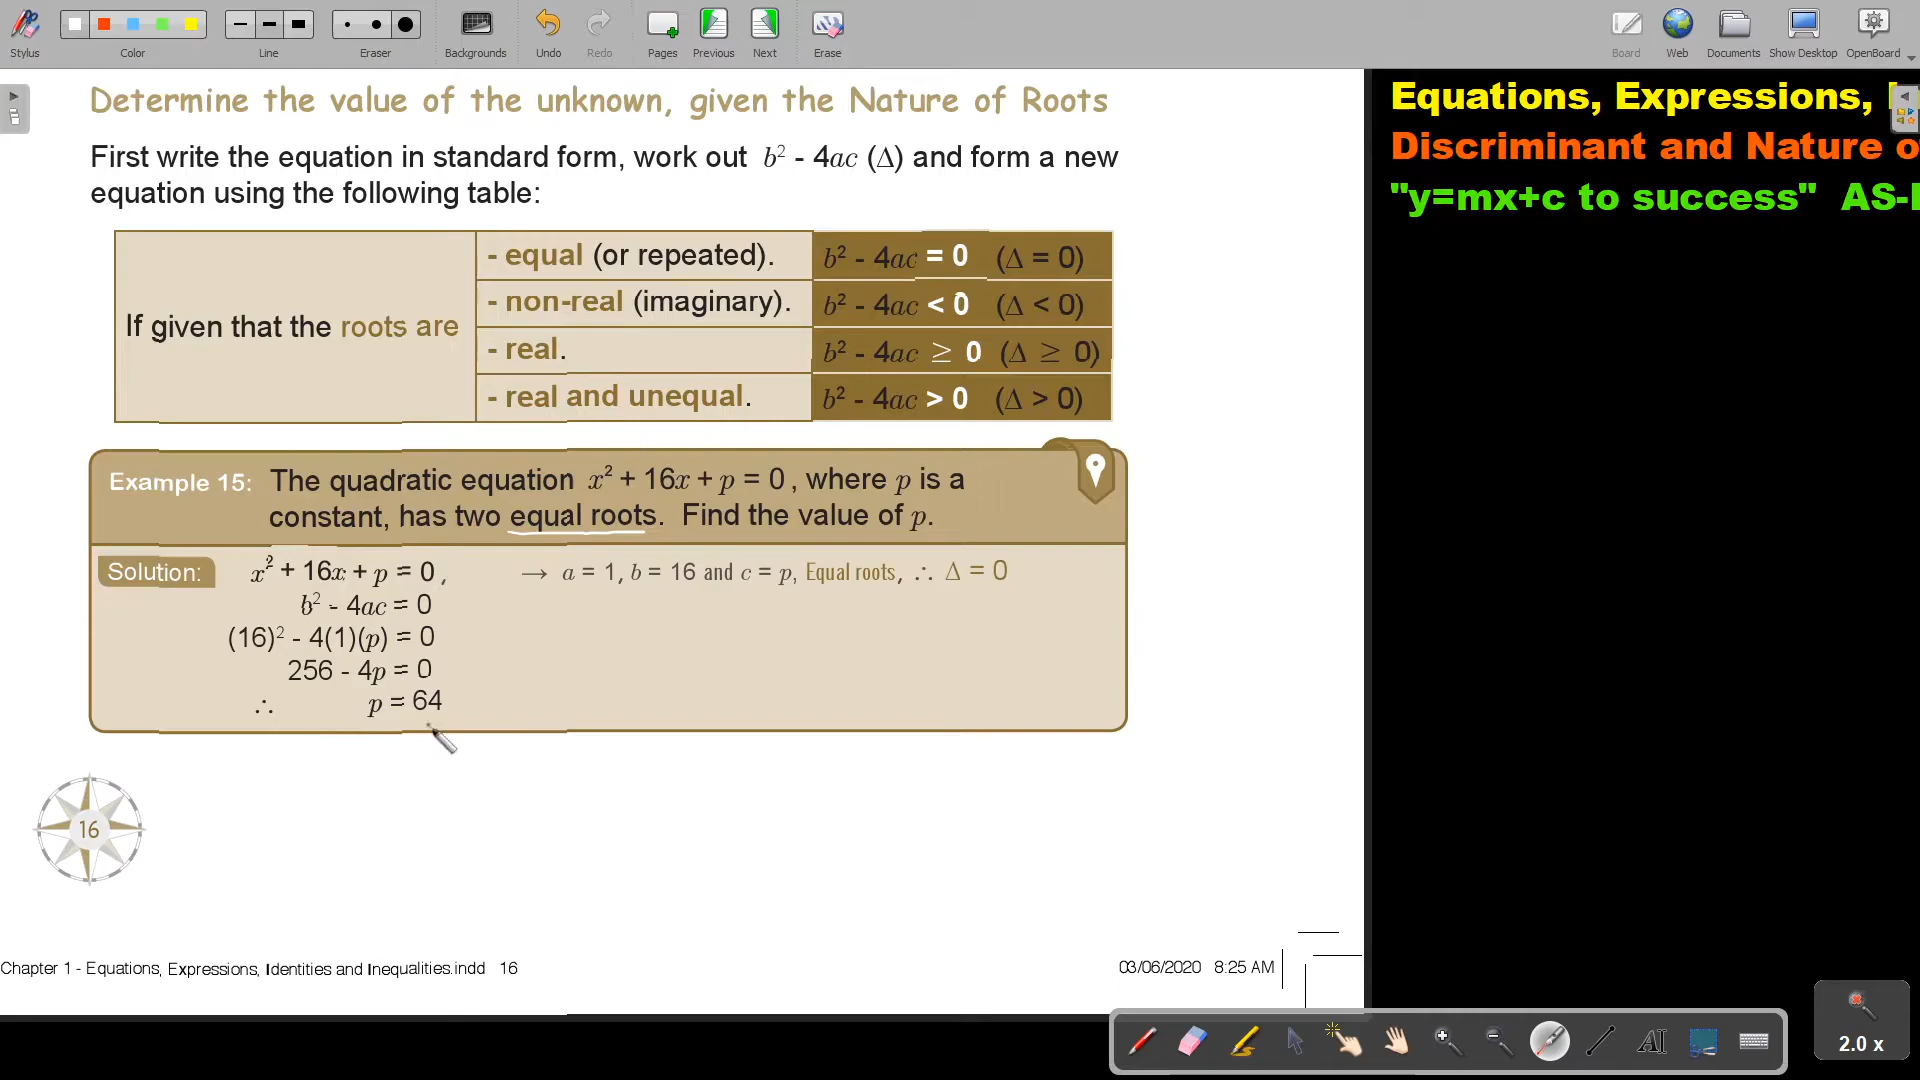 Stylus Color Line Eraser Backgrounds Undo Redo Pages Previous Next Erase Board Web Documents Show Desktop OpenBoard
Determine the value of the unknown, given the Nature of Roots
First write the equation in standard form, work out b² - 4ac (Δ) and form a new
equation using the following table:
If given that the roots are
- equal (or repeated). b² - 4ac = 0 (Δ = 0)
- non-real (imaginary). b² - 4ac < 0 (Δ < 0)
- real. b² - 4ac ≥ 0 (Δ ≥ 0)
- real and unequal. b² - 4ac > 0 (Δ > 0)
Example 15: The quadratic equation x² + 16x + p = 0, where p is a
constant, has two equal roots. Find the value of p.
Solution: x² + 16x + p = 0, → a = 1, b = 16 and c = p, Equal roots, ∴ Δ = 0
b² - 4ac = 0
(16)² - 4(1)(p) = 0
256 - 4p = 0
∴ p = 64
16
Chapter 1 - Equations, Expressions, Identities and Inequalities.indd 16
03/06/2020 8:25 AM
Equations, Expressions,
Discriminant and Nature o
"y=mx+c to success" AS-
AI
2.0 x